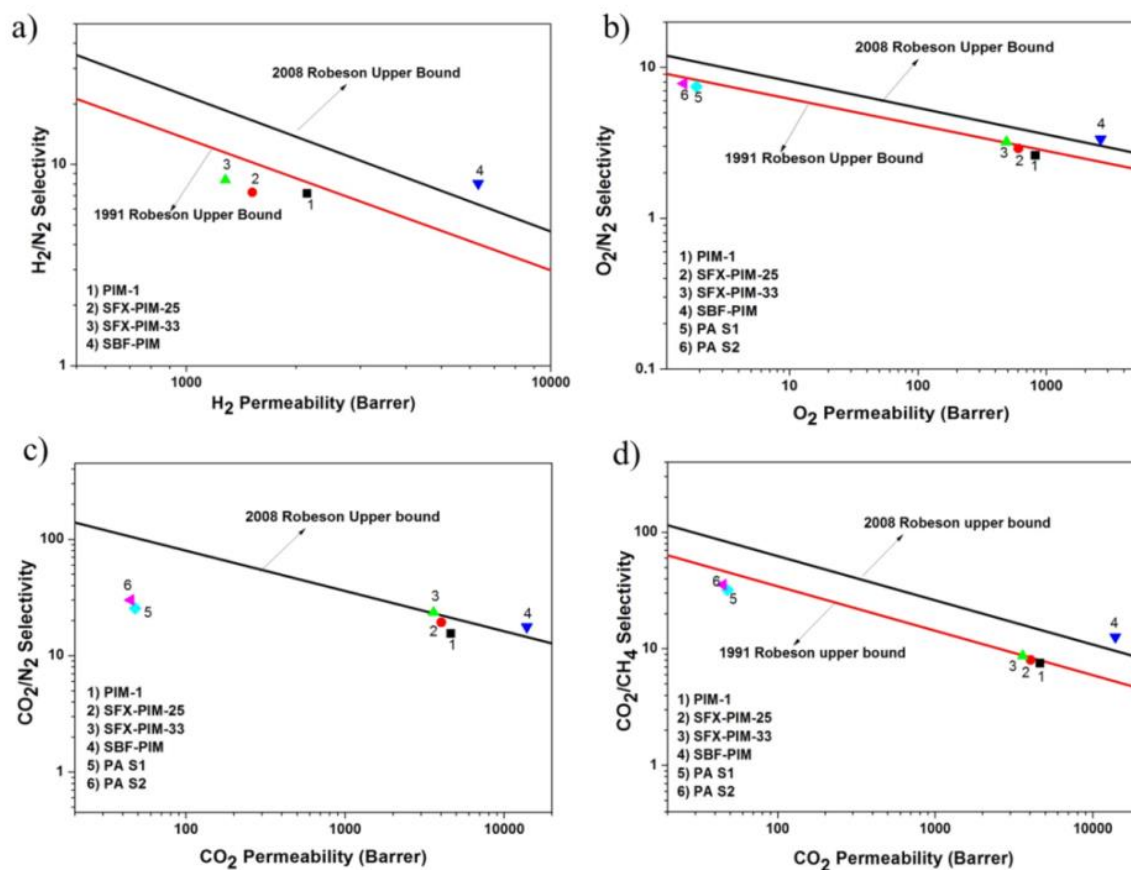 a)
H2/N2 Selectivity
10
1
2008 Robeson Upper Bound
1991 Robeson Upper Bound
3
2
1
4
1) PIM-1
2) SFX-PIM-25
3) SFX-PIM-33
4) SBF-PIM
1000
10000
H2 Permeability (Barrer)
b)
O2/N2 Selectivity
10
1
0.1
2008 Robeson Upper Bound
1991 Robeson Upper Bound
6
5
4
3
2
1
1) PIM-1
2) SFX-PIM-25
3) SFX-PIM-33
4) SBF-PIM
5) PA S1
6) PA S2
10
100
1000
O2 Permeability (Barrer)
c)
CO2/N2 Selectivity
100
10
1
2008 Robeson Upper bound
6
5
3
2
1
4
1) PIM-1
2) SFX-PIM-25
3) SFX-PIM-33
4) SBF-PIM
5) PA S1
6) PA S2
100
1000
10000
CO2 Permeability (Barrer)
d)
CO2/CH4 Selectivity
100
10
1
2008 Robeson upper bound
1991 Robeson upper bound
6
5
4
3
2
1
1) PIM-1
2) SFX-PIM-25
3) SFX-PIM-33
4) SBF-PIM
5) PA S1
6) PA S2
100
1000
10000
CO2 Permeability (Barrer)